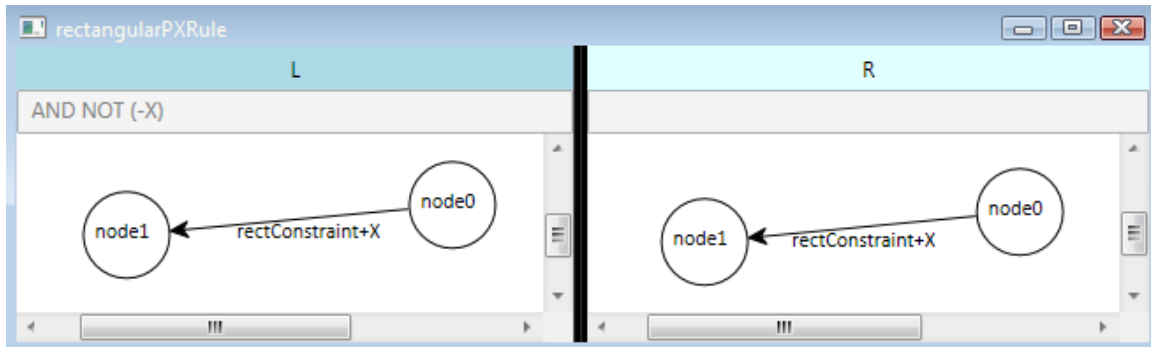 rectangularPXRule
L
R
AND NOT (-X)
node1
rectConstraint+X
node0
node1
rectConstraint+X
node0